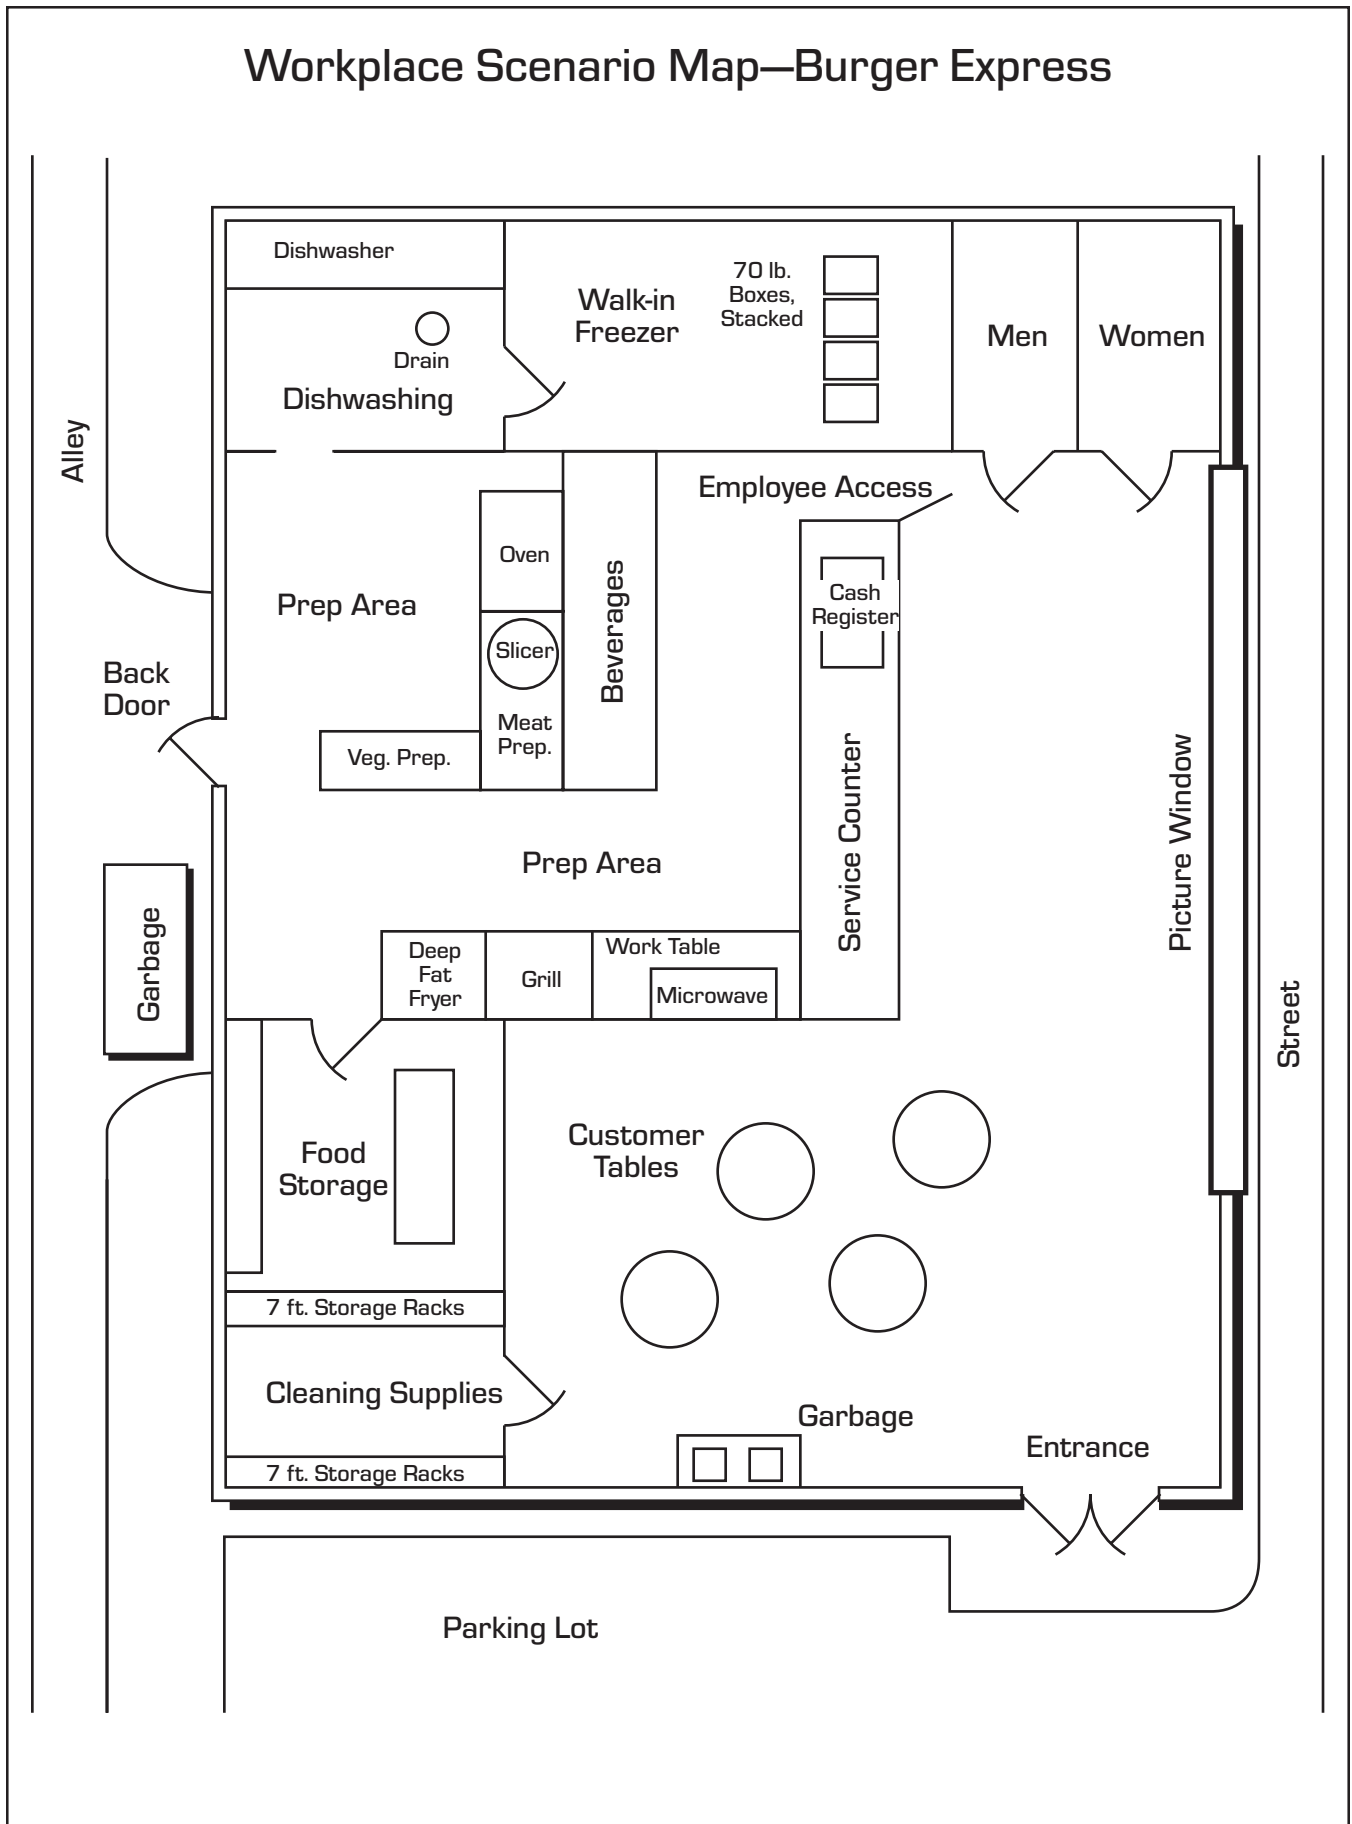 Workplace Scenario Map—Burger Express
Dishwasher
Drain
Dishwashing
Walk-in
Freezer
70 lb.
Boxes,
Stacked
Men
Women
Alley
Employee Access
Oven
Prep Area
Slicer
Meat
Prep.
Veg. Prep.
Beverages
Cash
Register
Service Counter
Back
Door
Picture Window
Prep Area
Garbage
Deep
Fat
Fryer
Grill
Work Table
Microwave
Street
Food
Storage
Customer
Tables
7 ft. Storage Racks
Cleaning Supplies
7 ft. Storage Racks
Garbage
Entrance
Parking Lot